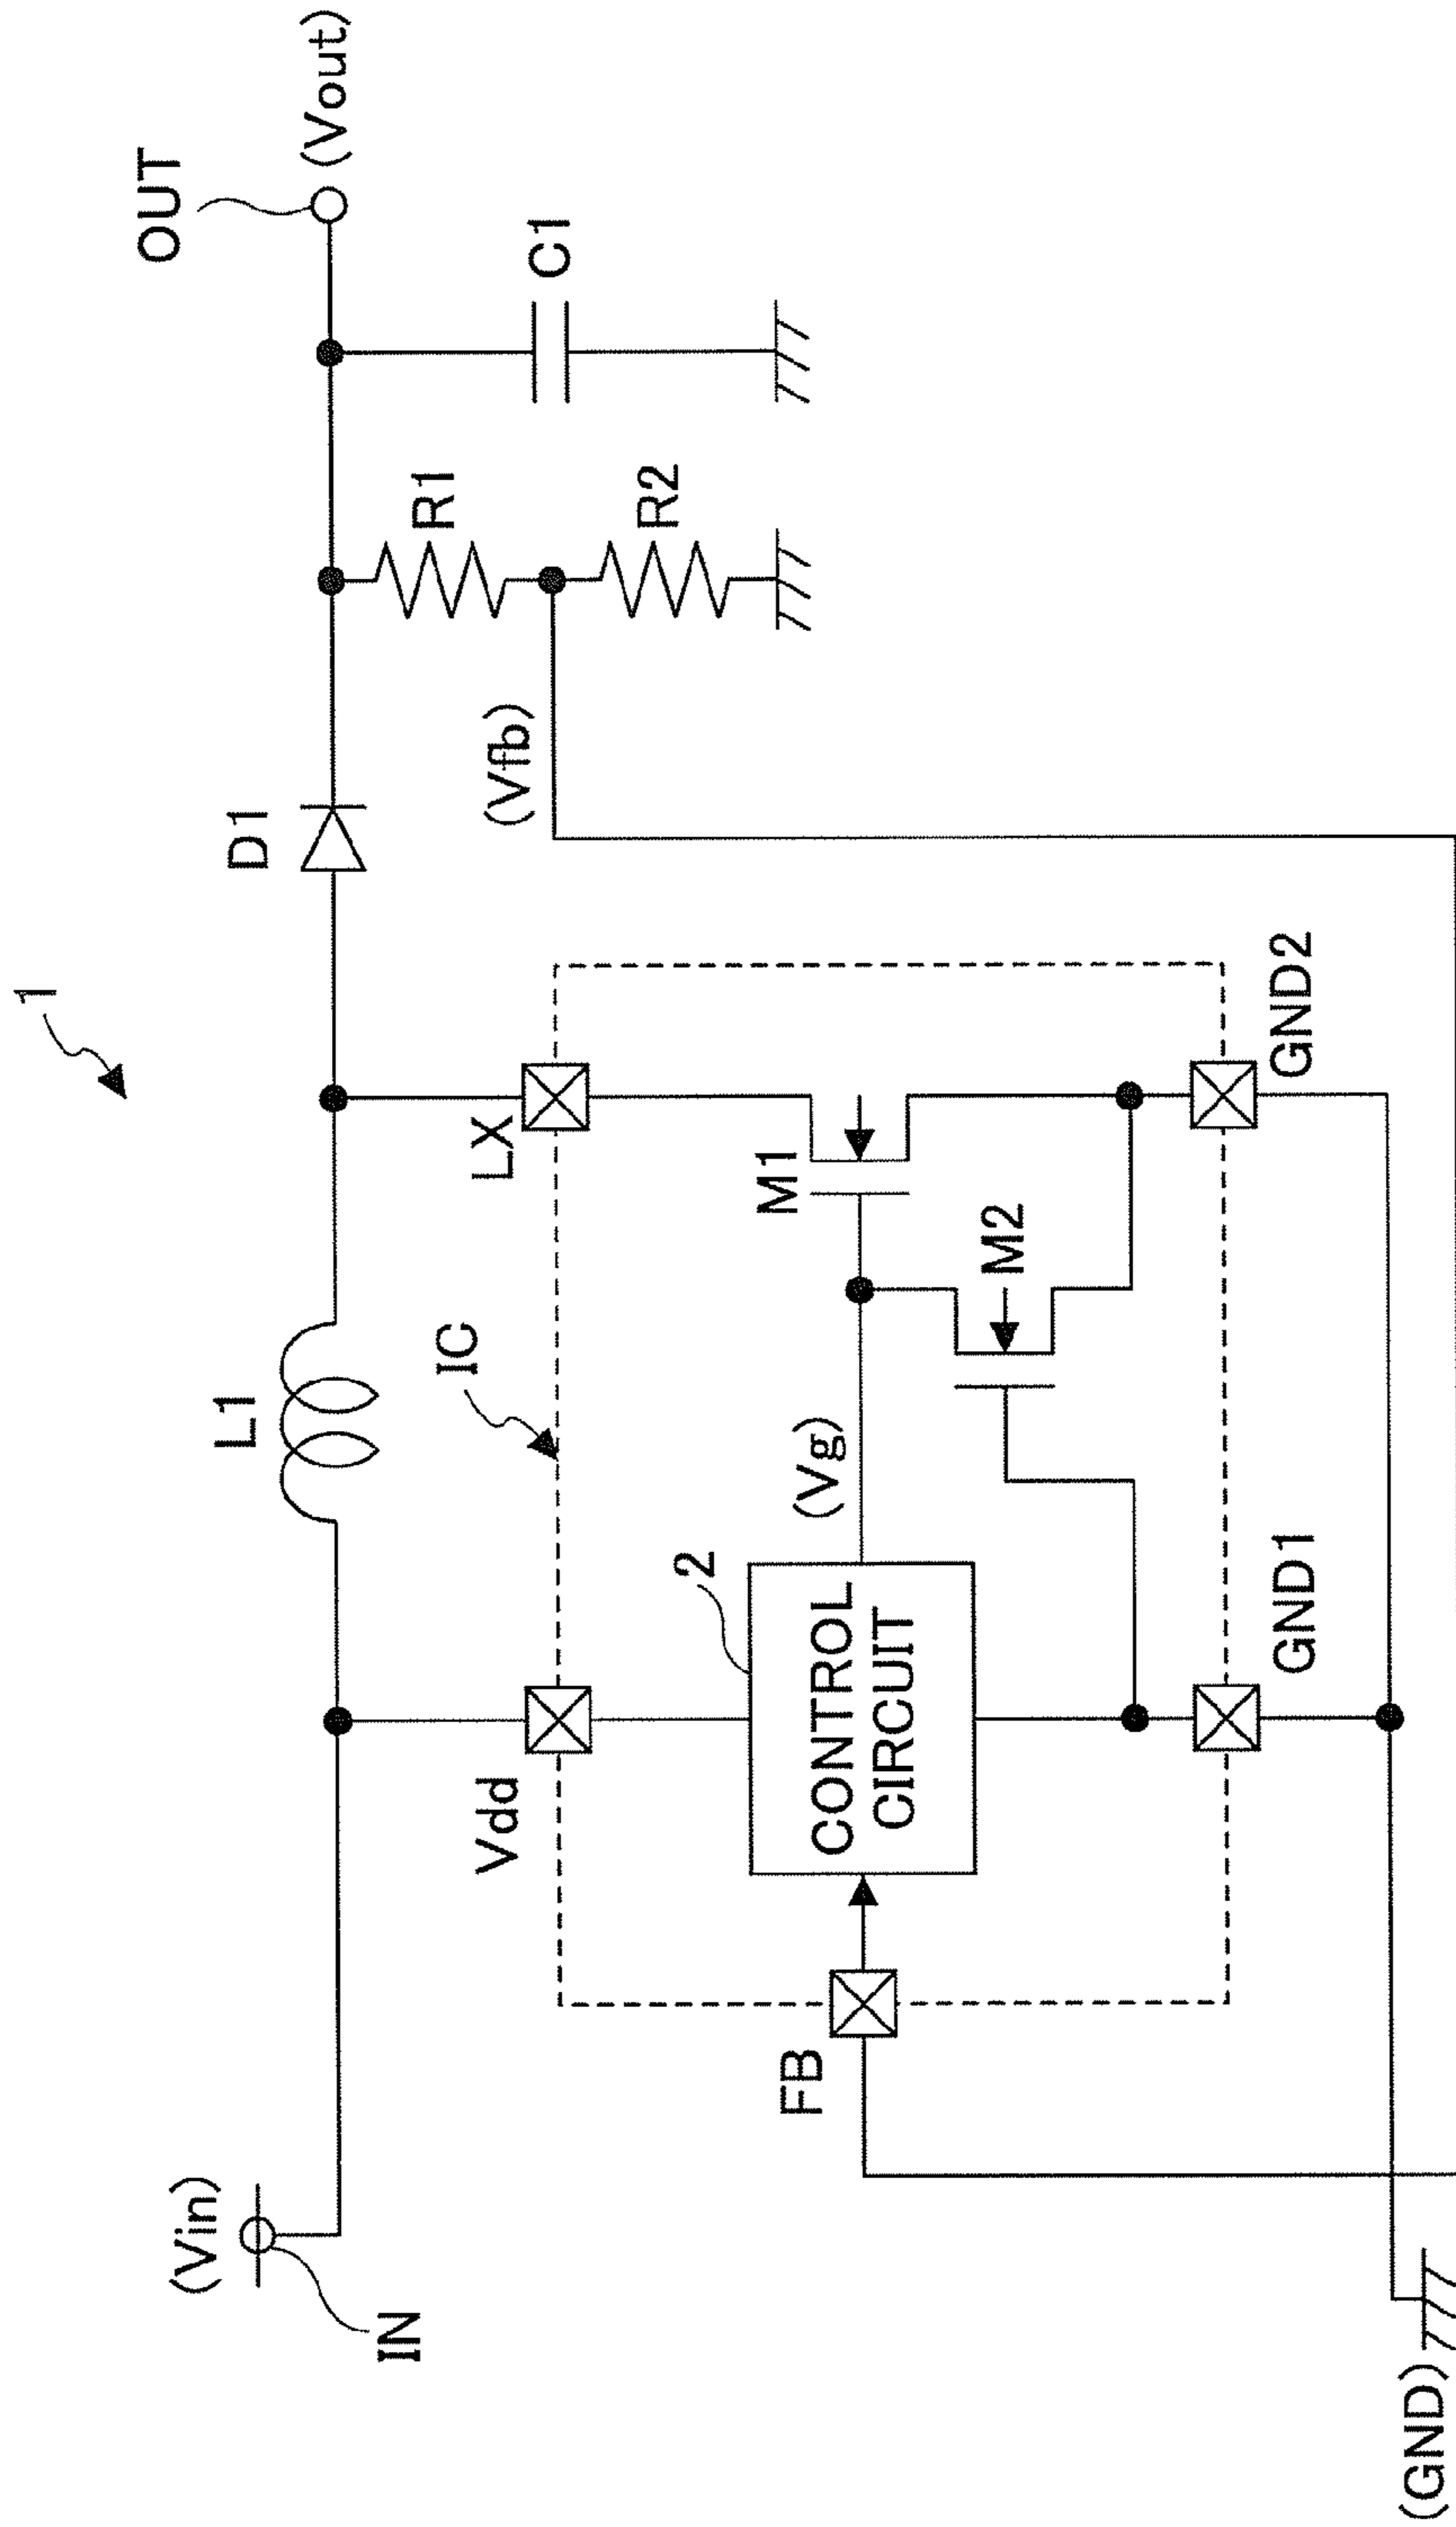 1
(Vin)
IN
L1
D1
OUT
(Vout)
Vdd
IC
LX
(Vfb)
R1
R2
C1
FB
2
CONTROL
CIRCUIT
(Vg)
M1
M2
GND1
GND2
(GND)